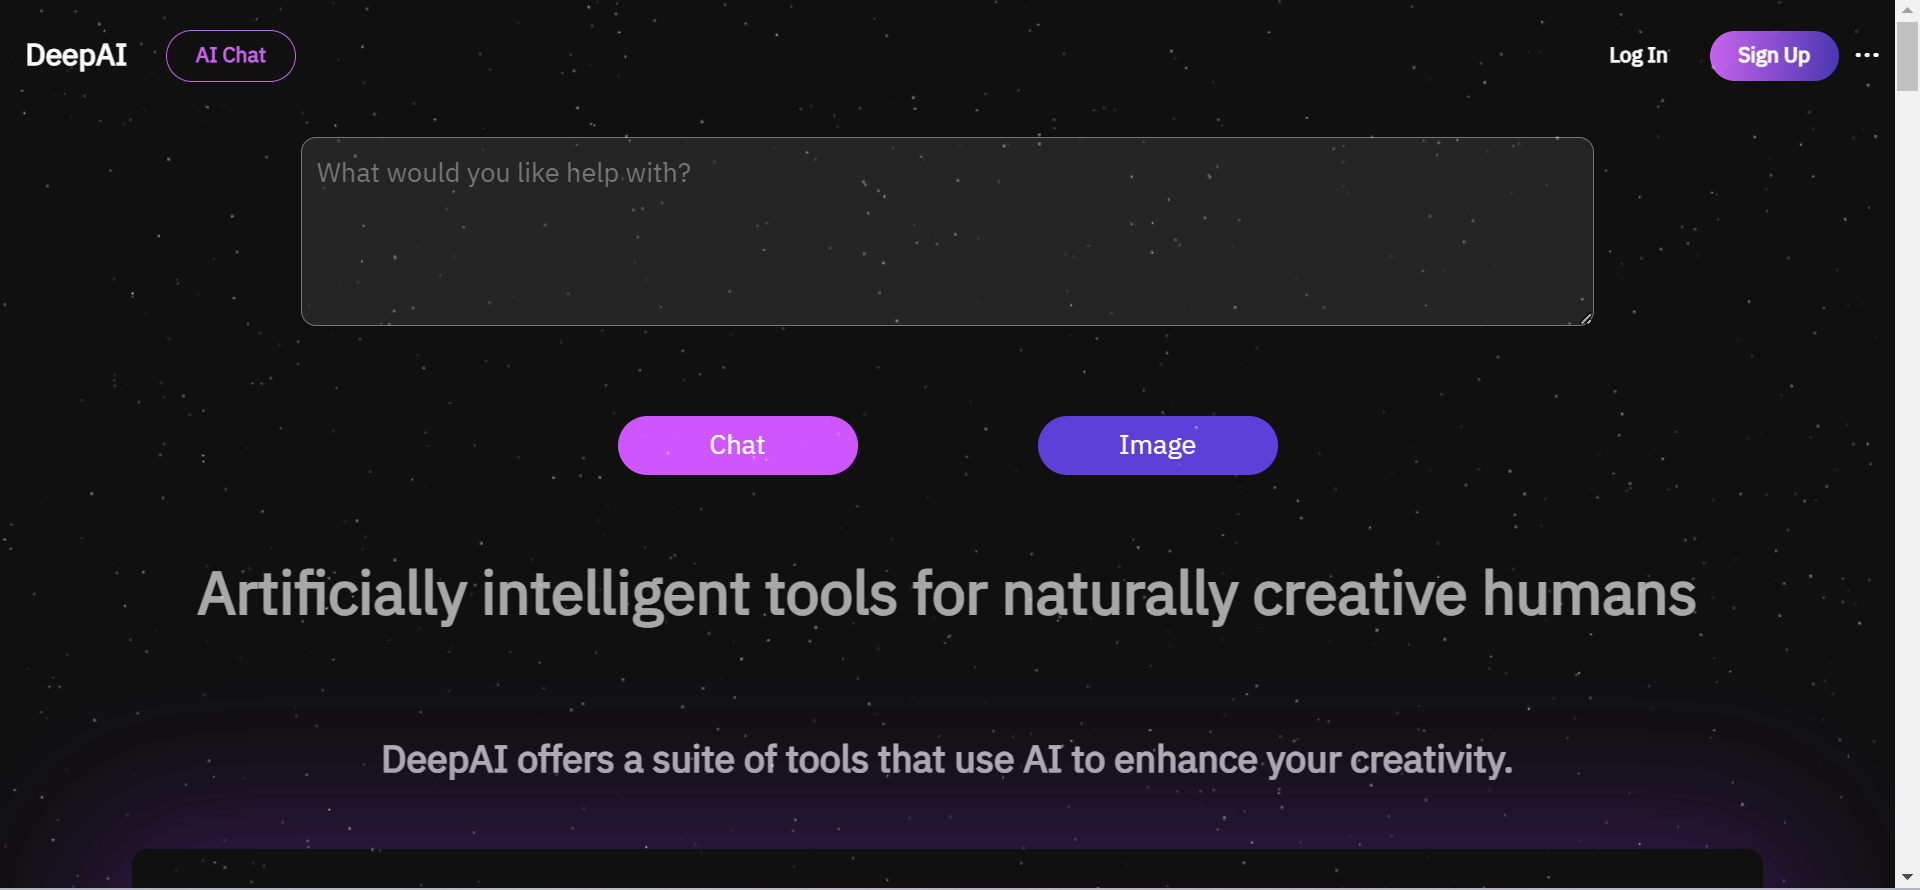 DeepAI
AI Chat
Log In
Sign Up
What would you like help with?
Chat
Image
Artificially intelligent tools for naturally creative humans
DeepAI offers a suite of tools that use AI to enhance your creativity.